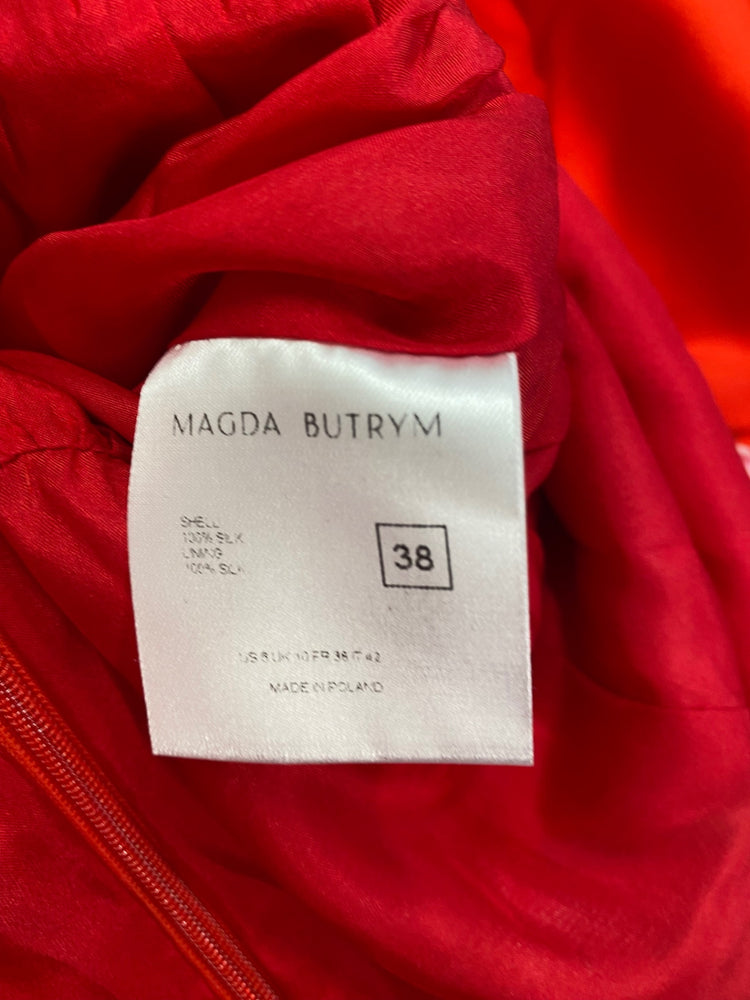 MAGDA BUTRYM
SHELL
100% SILK
LINING
100% SILK
38
US 6 UK 10 FR 38 IT 42
MADE IN POLAND